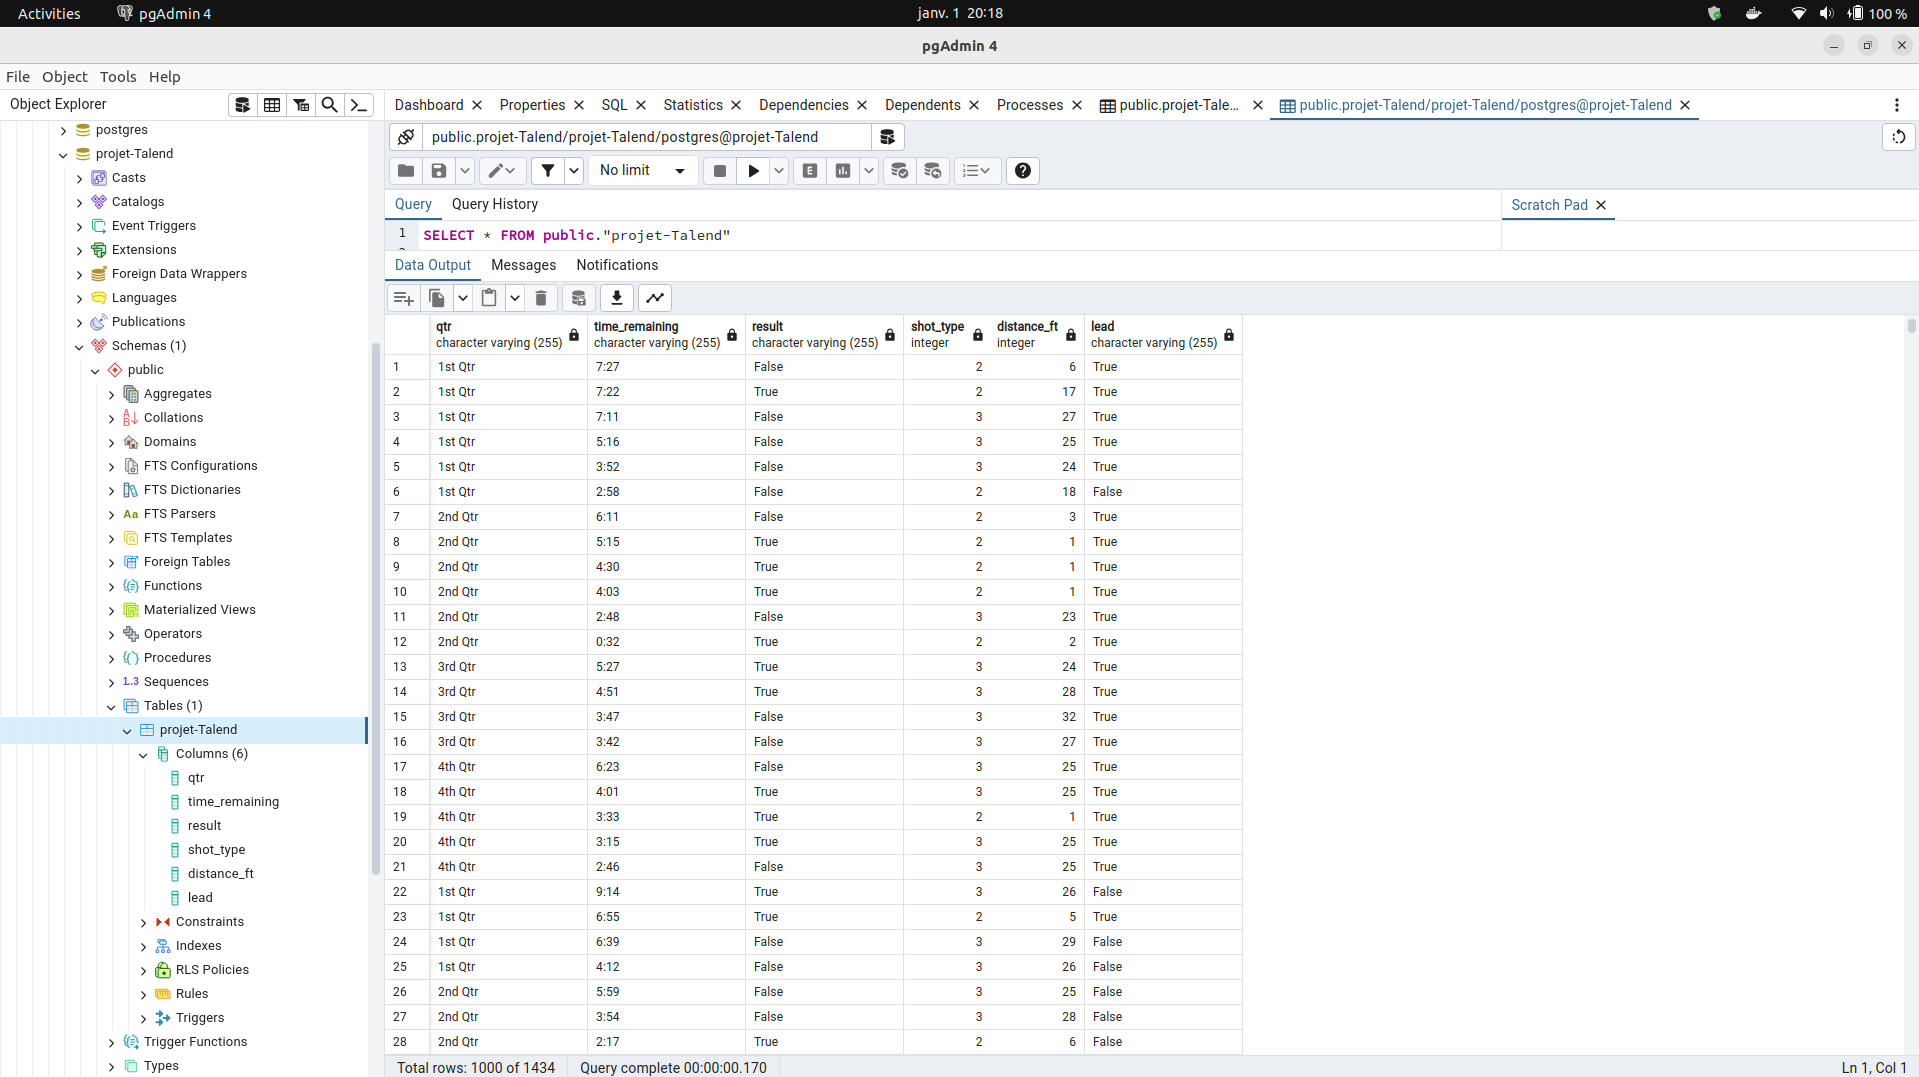 Activities pgAdmin 4 janv. 1 20:18 100 %
pgAdmin 4
File Object Tools Help
Object Explorer
Dashboard Properties SQL Statistics Dependencies Dependents Processes public.projet-Tale... public.projet-Talend/projet-Talend/postgres@projet-Talend
postgres
projet-Talend
Casts
Catalogs
Event Triggers
Extensions
Foreign Data Wrappers
Languages
Publications
Schemas (1)
public
Aggregates
Collations
Domains
FTS Configurations
FTS Dictionaries
FTS Parsers
FTS Templates
Foreign Tables
Functions
Materialized Views
Operators
Procedures
1..3 Sequences
Tables (1)
projet-Talend
Columns (6)
qtr
time_remaining
result
shot_type
distance_ft
lead
Constraints
Indexes
RLS Policies
Rules
Triggers
Trigger Functions
Types
public.projet-Talend/projet-Talend/postgres@projet-Talend
No limit E
Query Query History Scratch Pad
1 SELECT * FROM public."projet-Talend"
Data Output Messages Notifications
qtr time_remaining result shot_type distance_ft lead
character varying (255) character varying (255) character varying (255) integer integer character varying (255)
1 1st Qtr 7:27 False 2 6 True
2 1st Qtr 7:22 True 2 17 True
3 1st Qtr 7:11 False 3 27 True
4 1st Qtr 5:16 False 3 25 True
5 1st Qtr 3:52 False 3 24 True
6 1st Qtr 2:58 False 2 18 False
7 2nd Qtr 6:11 False 2 3 True
8 2nd Qtr 5:15 True 2 1 True
9 2nd Qtr 4:30 True 2 1 True
10 2nd Qtr 4:03 True 2 1 True
11 2nd Qtr 2:48 False 3 23 True
12 2nd Qtr 0:32 True 2 2 True
13 3rd Qtr 5:27 True 3 24 True
14 3rd Qtr 4:51 True 3 28 True
15 3rd Qtr 3:47 False 3 32 True
16 3rd Qtr 3:42 False 3 27 True
17 4th Qtr 6:23 False 3 25 True
18 4th Qtr 4:01 True 3 25 True
19 4th Qtr 3:33 True 2 1 True
20 4th Qtr 3:15 True 3 25 True
21 4th Qtr 2:46 False 3 25 True
22 1st Qtr 9:14 True 3 26 False
23 1st Qtr 6:55 True 2 5 True
24 1st Qtr 6:39 False 3 29 False
25 1st Qtr 4:12 False 3 26 False
26 2nd Qtr 5:59 False 3 25 False
27 2nd Qtr 3:54 False 3 28 False
28 2nd Qtr 2:17 True 2 6 False
Total rows: 1000 of 1434 Query complete 00:00:00.170 Ln 1, Col 1